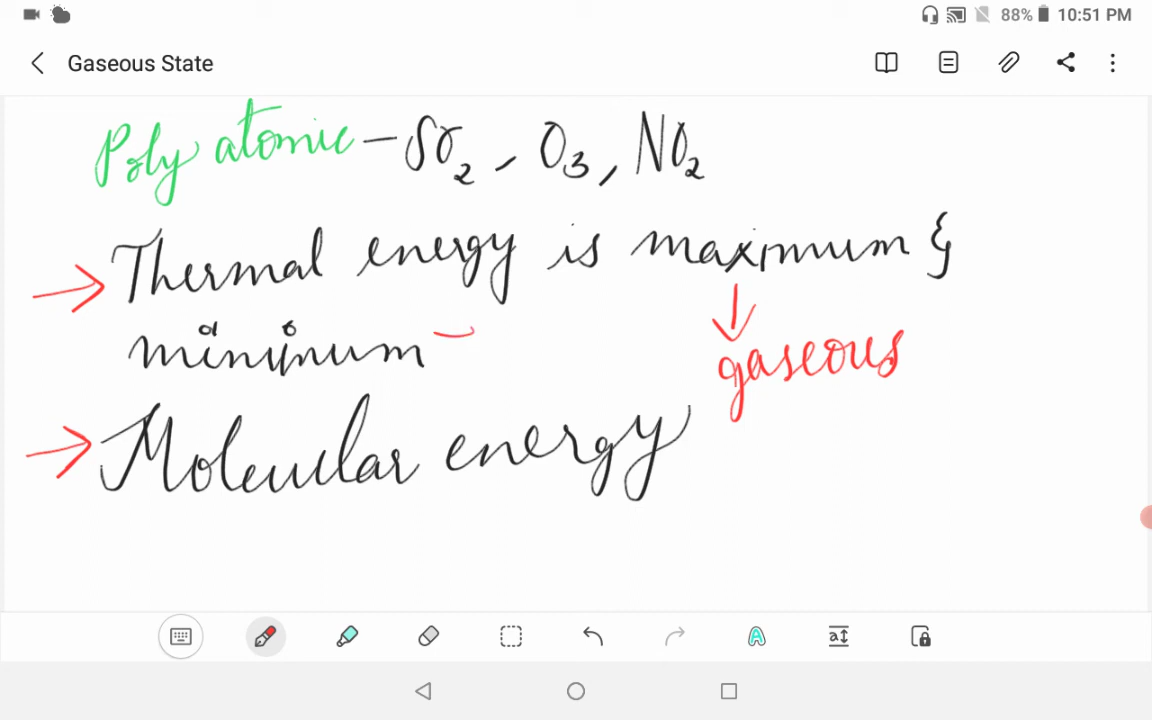 88% 10:51 PM
Gaseous State
Poly atomic - SO₂, O₃, NO₂
→ Thermal energy is maximum &
minimum -
gaseous
→ Molecular energy